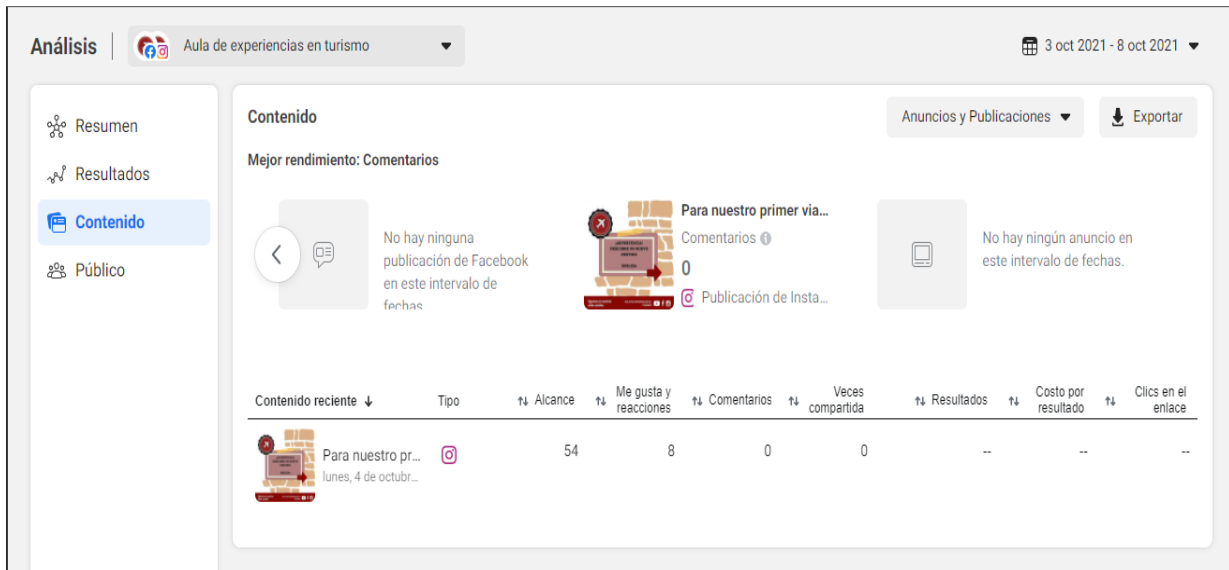 Análisis
Aula de experiencias en turismo
3 oct 2021 - 8 oct 2021
Resumen
Resultados
Contenido
Público
Contenido
Anuncios y Publicaciones
Exportar
Mejor rendimiento: Comentarios
No hay ninguna
publicación de Facebook
en este intervalo de
fechas
Para nuestro primer via...
Comentarios
0
Publicación de Insta...
No hay ningún anuncio en
este intervalo de fechas.
Contenido reciente
Tipo
Alcance
Me gusta y
reacciones
Comentarios
Veces
compartida
Resultados
Costo por
resultado
Clics en el
enlace
Para nuestro pr...
lunes, 4 de octubr...
54
8
0
0
--
--
--